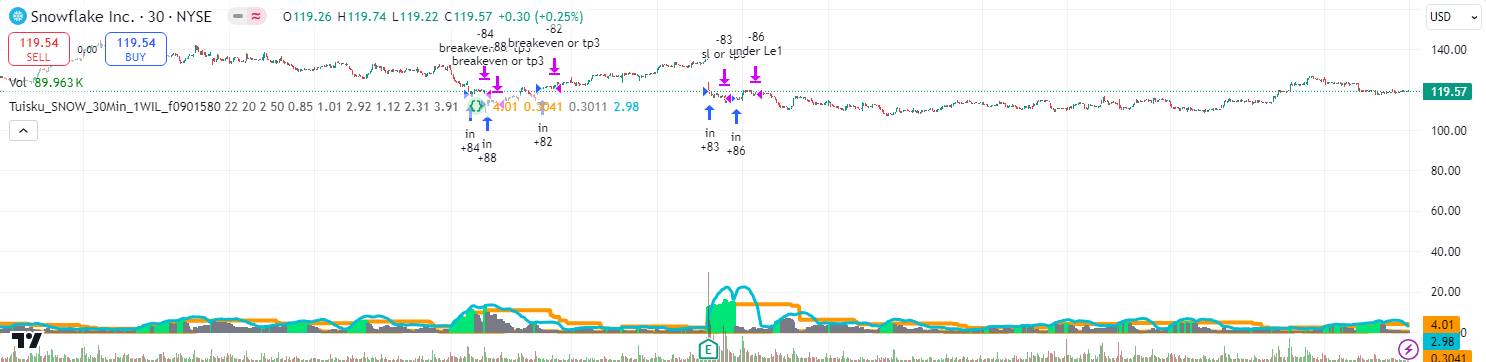 Snowflake Inc. · 30 · NYSE O119.26 H119.74 L119.22 C119.57 +0.30 (+0.25%)
USD
119.54
SELL
0.00
119.54
BUY
Vol 89.963 K
Tuisku_SNOW_30Min_1WIL_f0901580 22 20 2 50 0.85 1.01 2.92 1.12 2.31 3.91 4.01 0.3041 0.3011 2.98
-84
breakeven or tp3
-88
breakeven or tp3
-82
breakeven or tp3
-83
sl or tp3
-86
under Le1
in
+84
in
+88
in
+82
in
+83
in
+86
140.00
119.57
100.00
80.00
60.00
40.00
20.00
4.01
2.98
0.3041
E